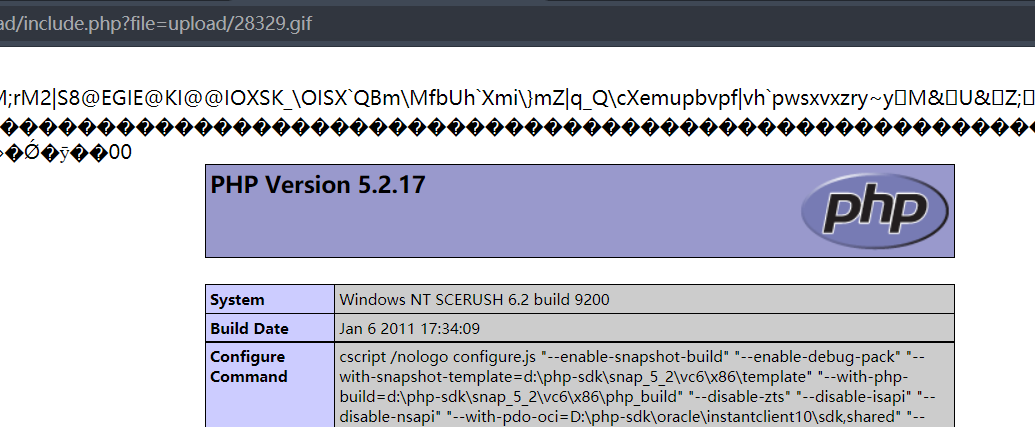 ad/include.php?file=upload/28329.gif
M;rM2|S8@EGIE@KI@@IOXSK_\OISX`QBm\MfbUh`Xmi\}mZ|q_Q\cXemupbvpf|vh`pwsxvxzry~y M& U& Z;
�Ǿ�ӯ��00
PHP Version 5.2.17
php
System Windows NT SCERUSH 6.2 build 9200
Build Date Jan 6 2011 17:34:09
Configure Command cscript /nologo configure.js "--enable-snapshot-build" "--enable-debug-pack" "--
with-snapshot-template=d:\php-sdk\snap_5_2\vc6\x86\template" "--with-php-
build=d:\php-sdk\snap_5_2\vc6\x86\php_build" "--disable-zts" "--disable-isapi" "--
disable-nsapi" "--with-pdo-oci=D:\php-sdk\oracle\instantclient10\sdk,shared" "--